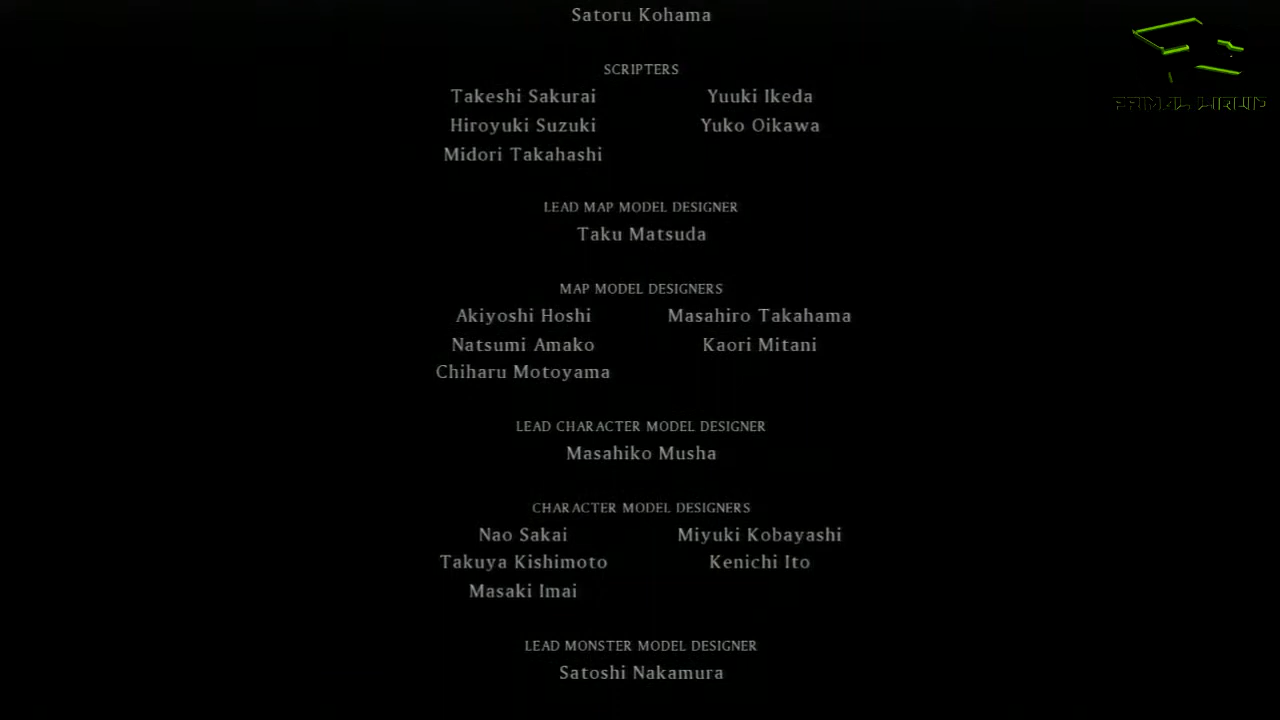 Satoru Kohama
SCRIPTERS
Takeshi Sakurai Yuuki Ikeda
Hiroyuki Suzuki Yuko Oikawa
Midori Takahashi
LEAD MAP MODEL DESIGNER
Taku Matsuda
MAP MODEL DESIGNERS
Akiyoshi Hoshi Masahiro Takahama
Natsumi Amako Kaori Mitani
Chiharu Motoyama
LEAD CHARACTER MODEL DESIGNER
Masahiko Musha
CHARACTER MODEL DESIGNERS
Nao Sakai Miyuki Kobayashi
Takuya Kishimoto Kenichi Ito
Masaki Imai
LEAD MONSTER MODEL DESIGNER
Satoshi Nakamura